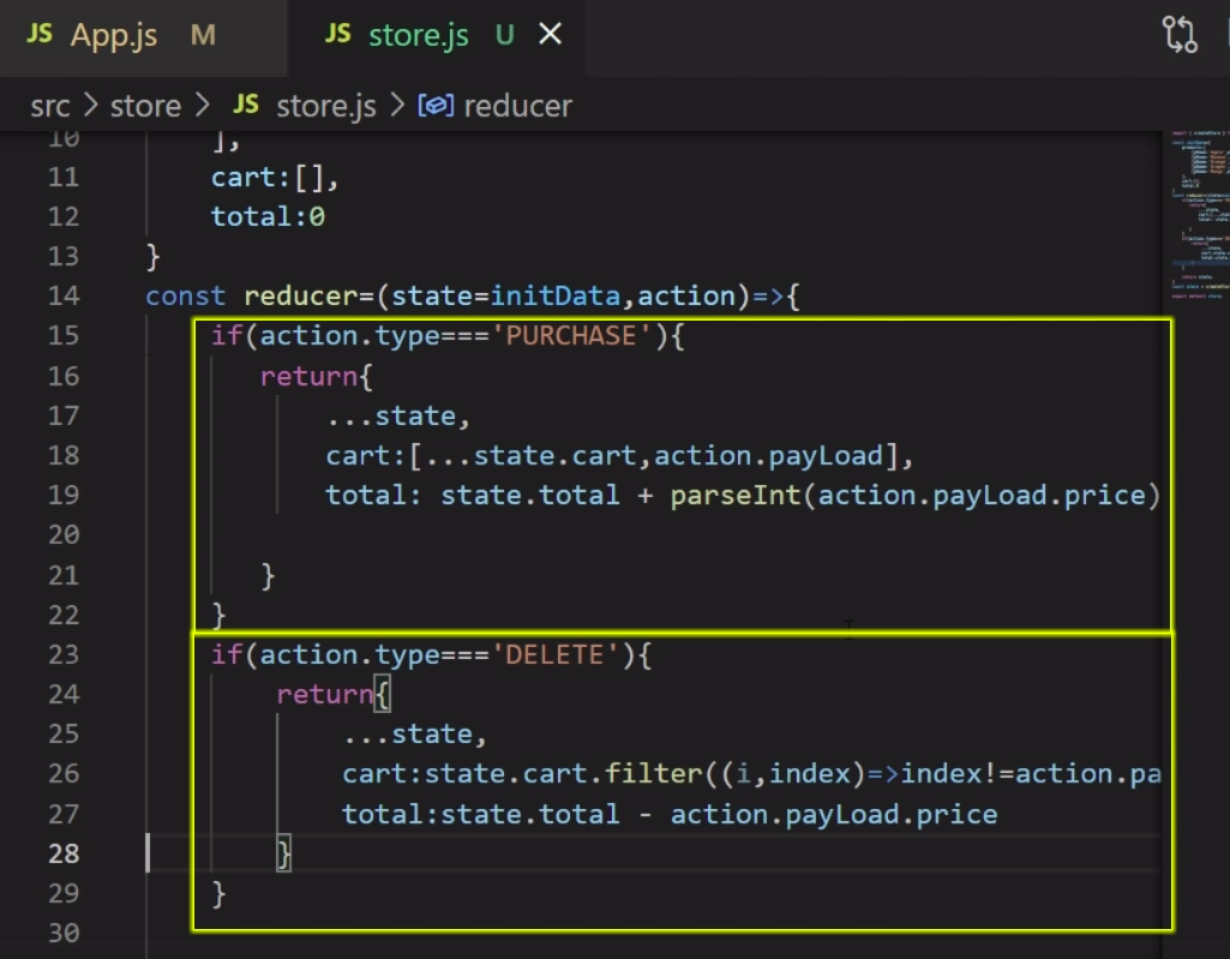 JS App.js M JS store.js U
src > store > JS store.js > reducer
10 ],
11 cart:[],
12 total:0
13 }
14 const reducer=(state=initData,action)=>{
15 if(action.type==='PURCHASE'){
16 return{
17 ...state,
18 cart:[...state.cart,action.payLoad],
19 total: state.total + parseInt(action.payLoad.price)
20
21 }
22 }
23 if(action.type==='DELETE'){
24 return{
25 ...state,
26 cart:state.cart.filter((i,index)=>index!=action.pa
27 total:state.total - action.payLoad.price
28 }
29 }
30